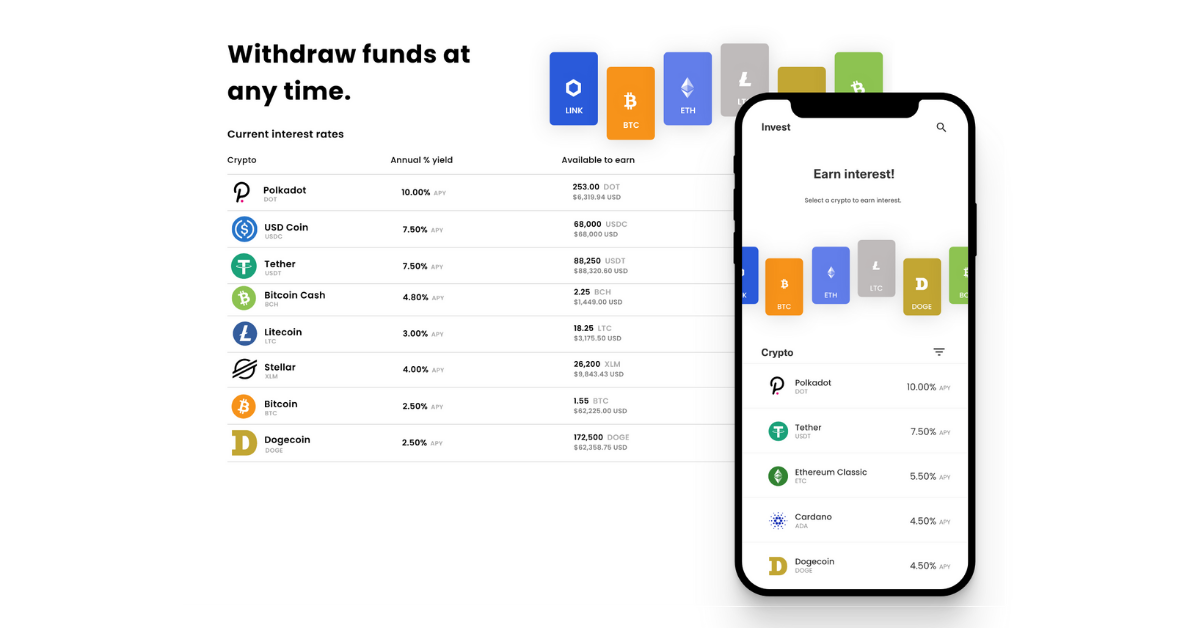 Withdraw funds at
any time.
Current interest rates
Crypto Annual % yield Available to earn
Polkadot 10.00% APY 253.00 DOT
DOT $6,319.94 USD
USD Coin 7.50% APY 68,000 USDC
USDC $68,000 USD
Tether 7.50% APY 88,250 USDT
USDT $88,320.60 USD
Bitcoin Cash 4.80% APY 2.25 BCH
BCH $1,449.00 USD
Litecoin 3.00% APY 18.25 LTC
LTC $3,175.50 USD
Stellar 4.00% APY 26,200 XLM
XLM $9,843.43 USD
Bitcoin 2.50% APY 1.55 BTC
BTC $62,225.00 USD
Dogecoin 2.50% APY 172,500 DOGE
DOGE $62,358.75 USD
LINK BTC ETH LT
Invest
Earn interest!
Select a crypto to earn interest.
K BTC ETH LTC DOGE BC
Crypto
Polkadot 10.00% APY
DOT
Tether 7.50% APY
USDT
Ethereum Classic 5.50% APY
ETC
Cardano 4.50% APY
ADA
Dogecoin 4.50% APY
DOGE